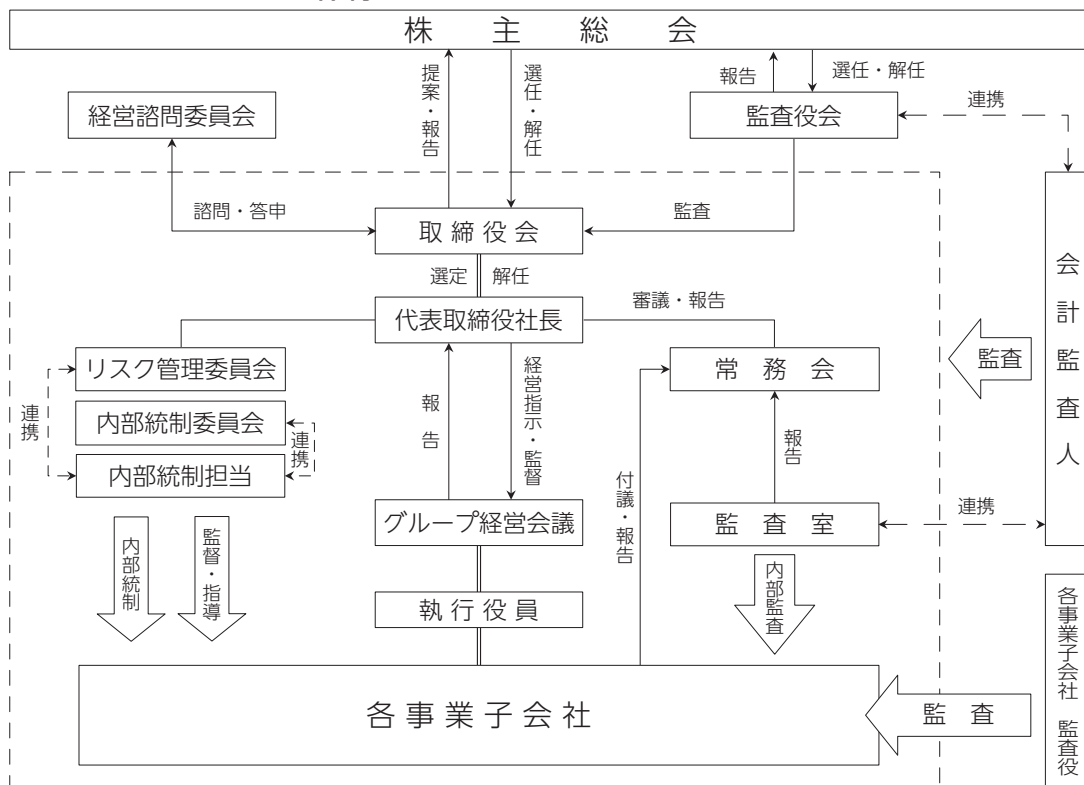 株主総会
提案・報告
選任・解任
報告
選任・解任
経営諮問委員会
監査役会
連携
諮問・答申
取締役会
監査
選定 解任
代表取締役社長
審議・報告
リスク管理委員会
内部統制委員会
内部統制担当
連携
連携
報告
経営指示・監督
常務会
報告
付議・報告
監査
会計監査人
グループ経営会議
監査室
連携
内部統制
監督・指導
内部監査
執行役員
各事業子会社
監査
各事業子会社 監査役